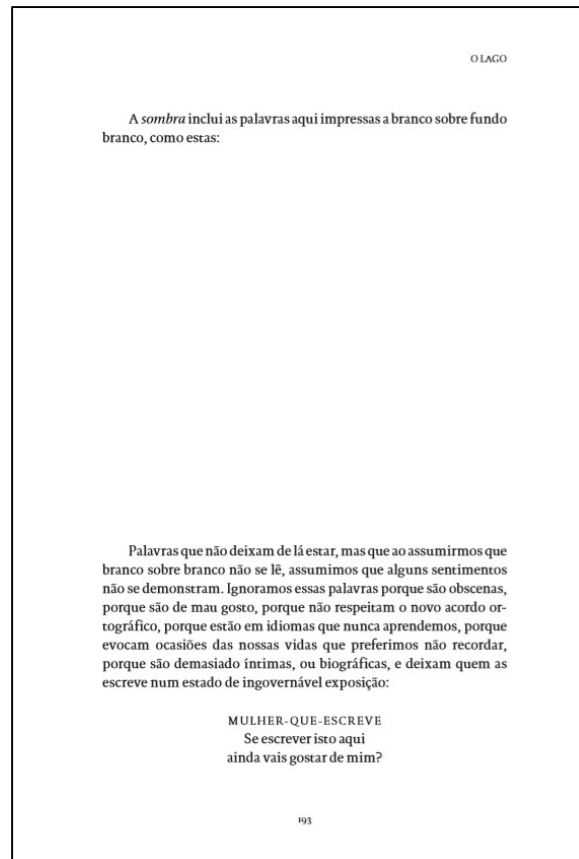 O LAGO
A sombra inclui as palavras aqui impressas a branco sobre fundo
branco, como estas:
Palavras que não deixam de lá estar, mas que ao assumirmos que
branco sobre branco não se lê, assumimos que alguns sentimentos
não se demonstram. Ignoramos essas palavras porque são obscenas,
porque são de mau gosto, porque não respeitam o novo acordo or-
tográfico, porque estão em idiomas que nunca aprendemos, porque
evocam ocasiões das nossas vidas que preferimos não recordar,
porque são demasiado íntimas, ou biográficas, e deixam quem as
escreve num estado de ingovernável exposição:
MULHER-QUE-ESCREVE
Se escrever isto aqui
ainda vais gostar de mim?
193